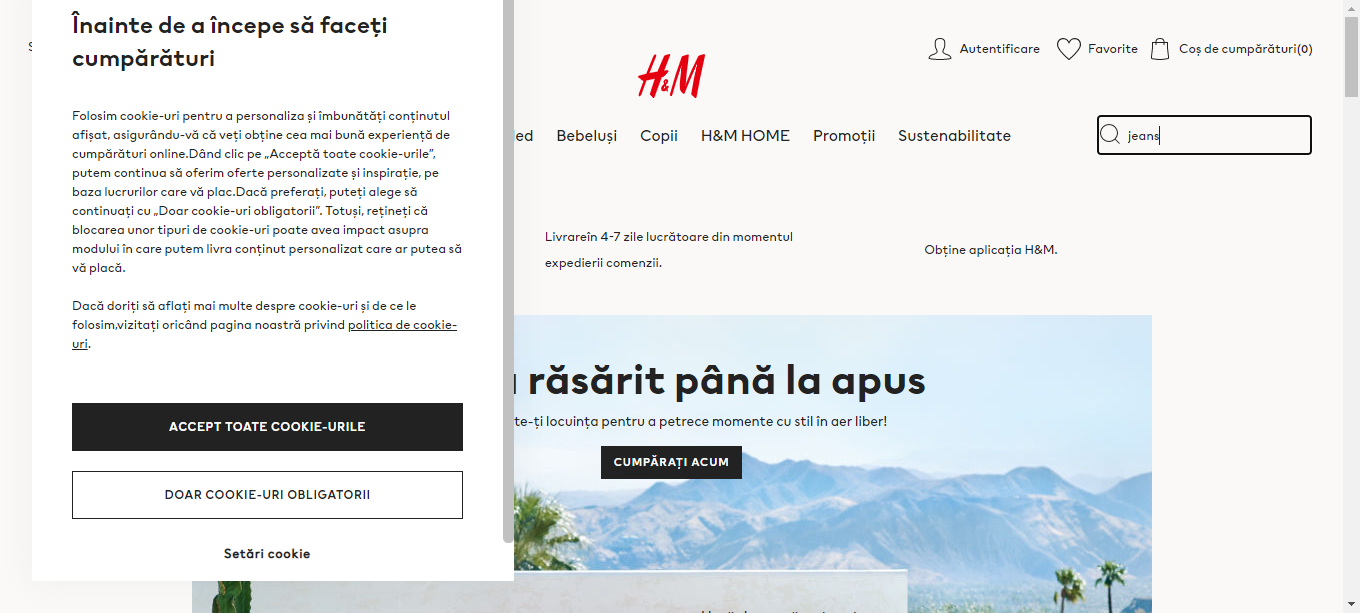 Înainte de a începe să faceți
cumpărături
Folosim cookie-uri pentru a personaliza și îmbunătăți conținutul
afișat, asigurându-vă că veți obține cea mai bună experiență de
cumpărături online.Dând clic pe „Acceptă toate cookie-urile”,
putem continua să oferim oferte personalizate și inspirație, pe
baza lucrurilor care vă plac.Dacă preferați, puteți alege să
continuați cu „Doar cookie-uri obligatorii”. Totuși, rețineți că
blocarea unor tipuri de cookie-uri poate avea impact asupra
modului în care putem livra conținut personalizat care ar putea să
vă placă.
Dacă doriți să aflați mai multe despre cookie-uri și de ce le
folosim,vizitați oricând pagina noastră privind politica de cookie-
uri.
ACCEPT TOATE COOKIE-URILE
DOAR COOKIE-URI OBLIGATORII
Setări cookie
H&M
Autentificare Favorite Coș de cumpărături(0)
Bebeluși Copii H&M HOME Promoții Sustenabilitate
jeans
Livrareîn 4-7 zile lucrătoare din momentul
expedierii comenzii.
Obține aplicația H&M.
răsărit până la apus
te-ți locuința pentru a petrece momente cu stil în aer liber!
CUMPĂRAȚI ACUM